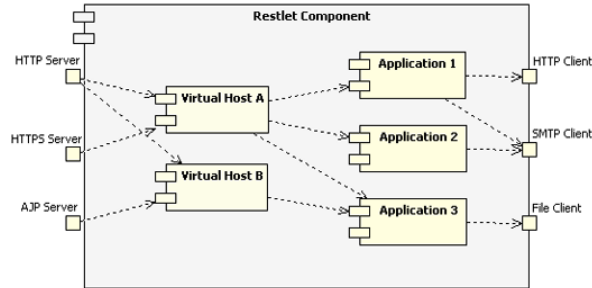 Restlet Component
HTTP Server
Application 1
HTTP Client
Virtual Host A
HTTPS Server
Application 2
SMTP Client
Virtual Host B
AJP Server
Application 3
File Client